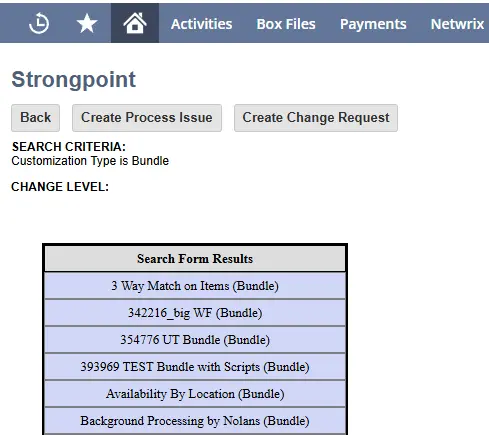 Activities Box Files Payments Netwrix
Strongpoint
Back Create Process Issue Create Change Request
SEARCH CRITERIA:
Customization Type is Bundle
CHANGE LEVEL:
Search Form Results
3 Way Match on Items (Bundle)
342216_big WF (Bundle)
354776 UT Bundle (Bundle)
393969 TEST Bundle with Scripts (Bundle)
Availability By Location (Bundle)
Background Processing by Nolans (Bundle)